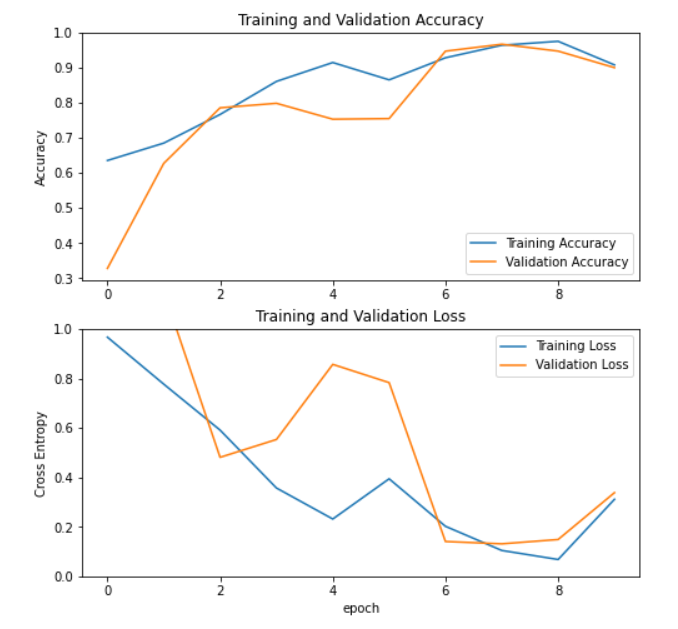 Training and Validation Accuracy
1.0
0.9
0.8
0.7
0.6
0.5
0.4
0.3
Accuracy
Training Accuracy
Validation Accuracy
0 2 4 6 8
Training and Validation Loss
1.0
0.8
0.6
0.4
0.2
0.0
Cross Entropy
Training Loss
Validation Loss
0 2 4 6 8
epoch